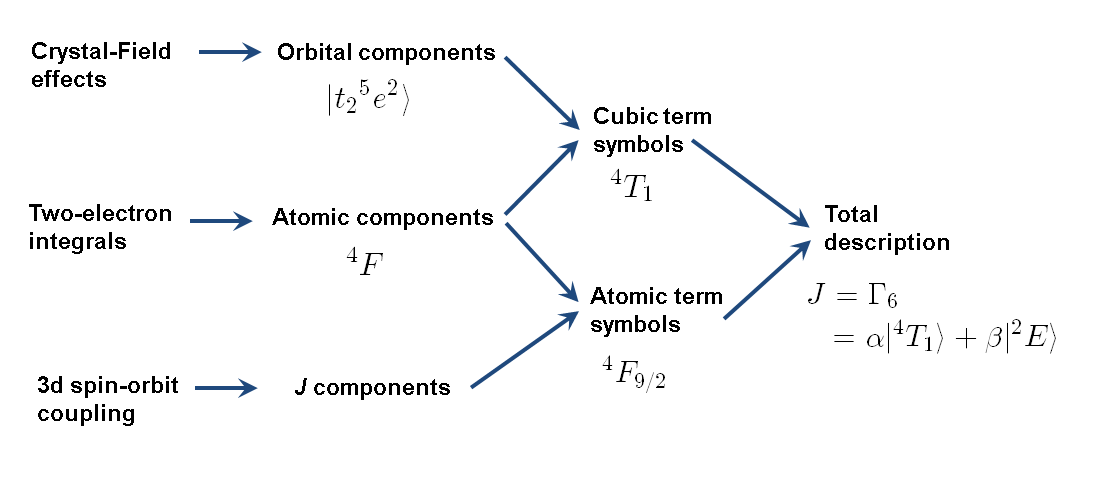 Crystal-Field
effects
Orbital components
|t₂⁵e²⟩
Cubic term
symbols
⁴T₁
Two-electron
integrals
Atomic components
⁴F
Total
description
J = Γ₆
= α|⁴T₁⟩ + β|²E⟩
Atomic term
symbols
⁴F₉/₂
3d spin-orbit
coupling
J components